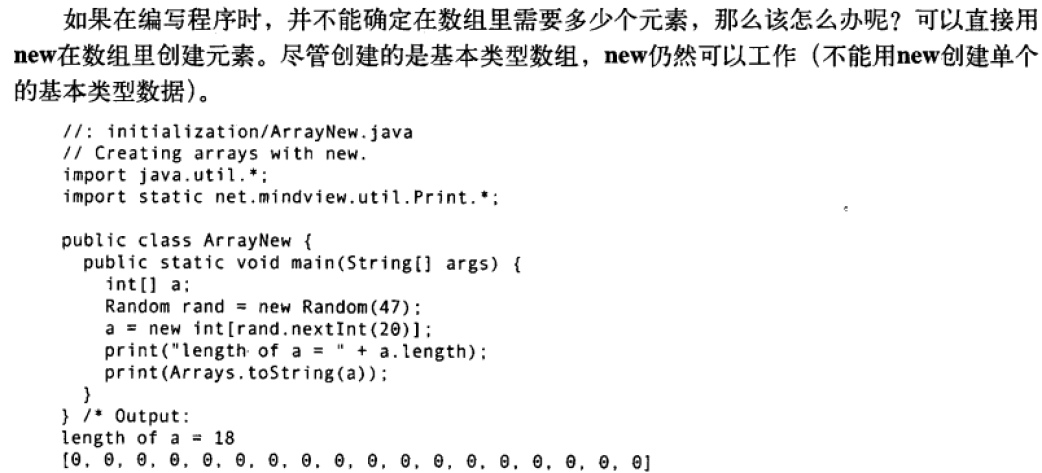 如果在编写程序时，并不能确定在数组里需要多少个元素，那么该怎么办呢？可以直接用
new在数组里创建元素。尽管创建的是基本类型数组，new仍然可以工作（不能用new创建单个
的基本类型数据）。
//: initialization/ArrayNew.java
// Creating arrays with new.
import java.util.*;
import static net.mindview.util.Print.*;
public class ArrayNew {
public static void main(String[] args) {
int[] a;
Random rand = new Random(47);
a = new int[rand.nextInt(20)];
print("length of a = " + a.length);
print(Arrays.toString(a));
}
} /* Output:
length of a = 18
[0, 0, 0, 0, 0, 0, 0, 0, 0, 0, 0, 0, 0, 0, 0, 0, 0, 0]